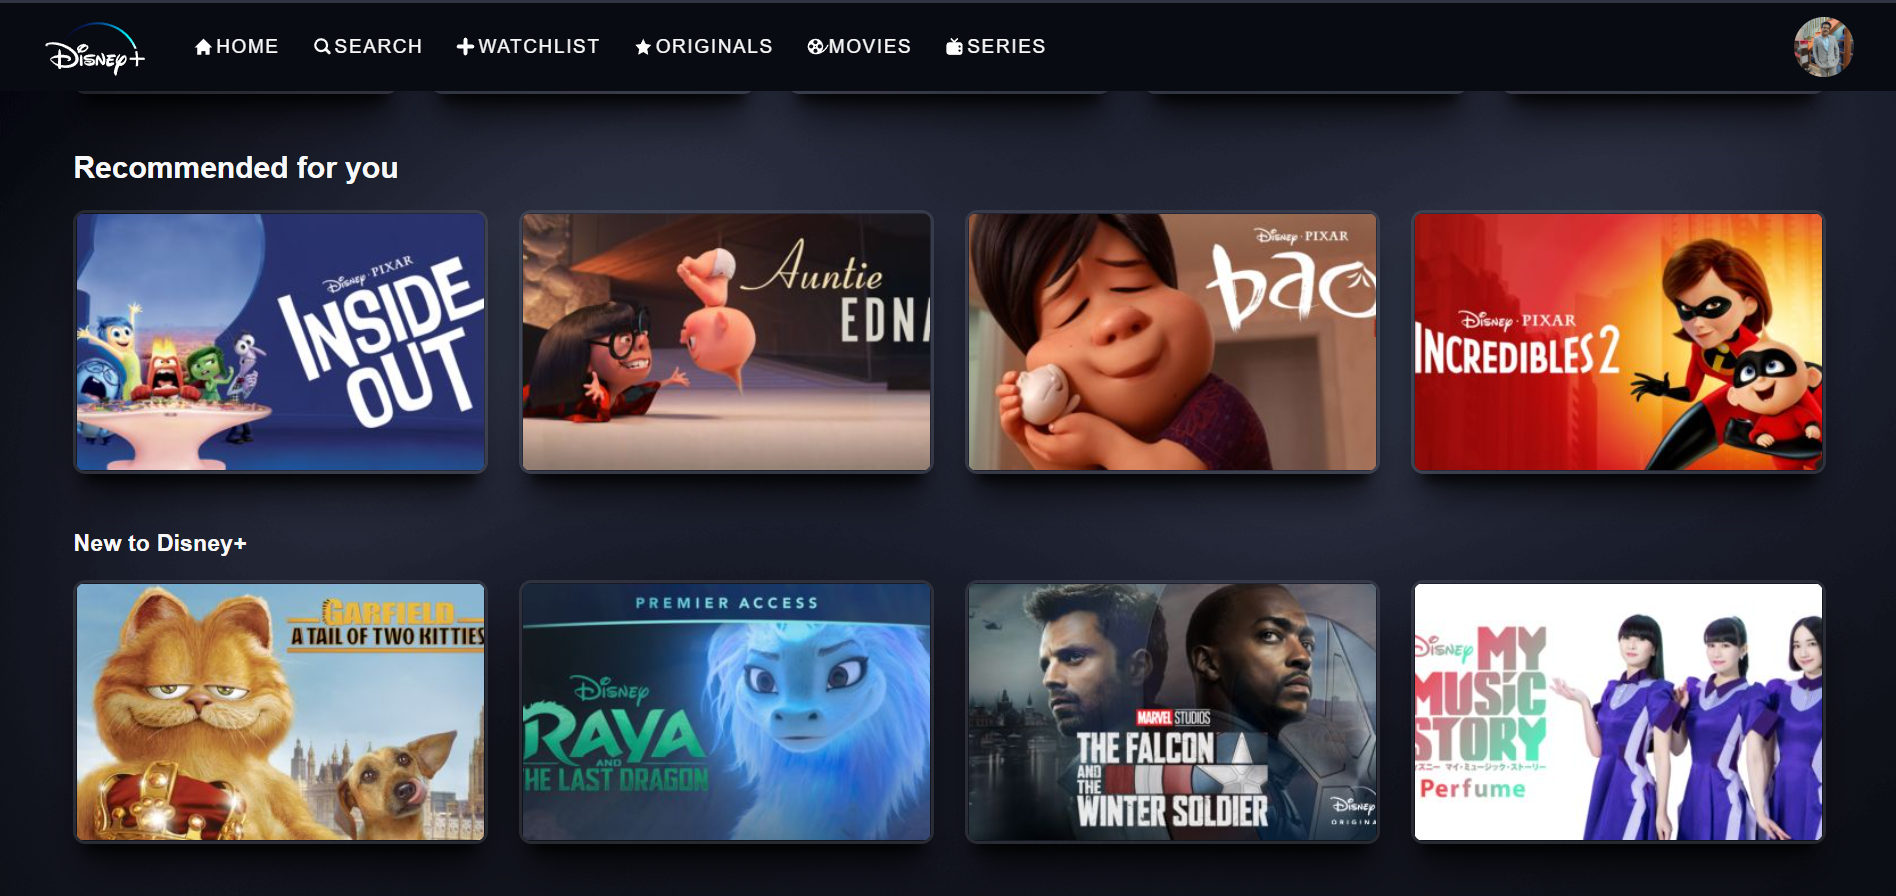 Disney+
HOME
SEARCH
WATCHLIST
ORIGINALS
MOVIES
SERIES
Recommended for you
Disney·PIXAR
INSIDE
OUT
Auntie
EDNA
Disney·PIXAR
bao
Disney·PIXAR
INCREDIBLES 2
New to Disney+
GARFIELD
A TAIL OF TWO KITTIES
PREMIER ACCESS
Disney
RAYA
AND
THE LAST DRAGON
MARVEL STUDIOS
THE FALCON
AND
THE
WINTER SOLDIER
Disney
ORIGINA
Disney MY
MUSIC
STORY
ィズニー マイ・ミュージック・ストーリー
Perfume